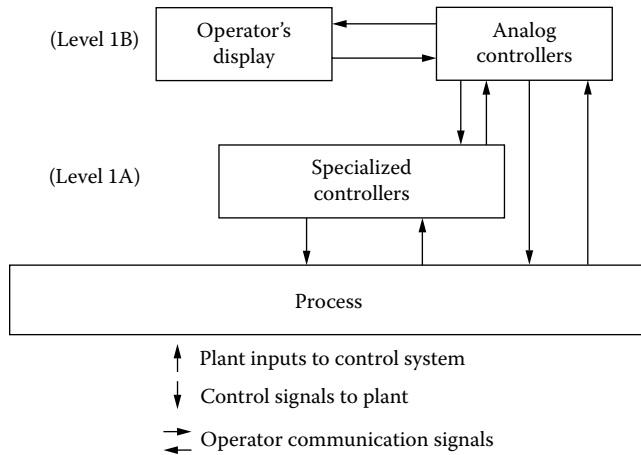 (Level 1B)
Operator’s
display
Analog
controllers
(Level 1A)
Specialized
controllers
Process
Plant inputs to control system
Control signals to plant
Operator communication signals